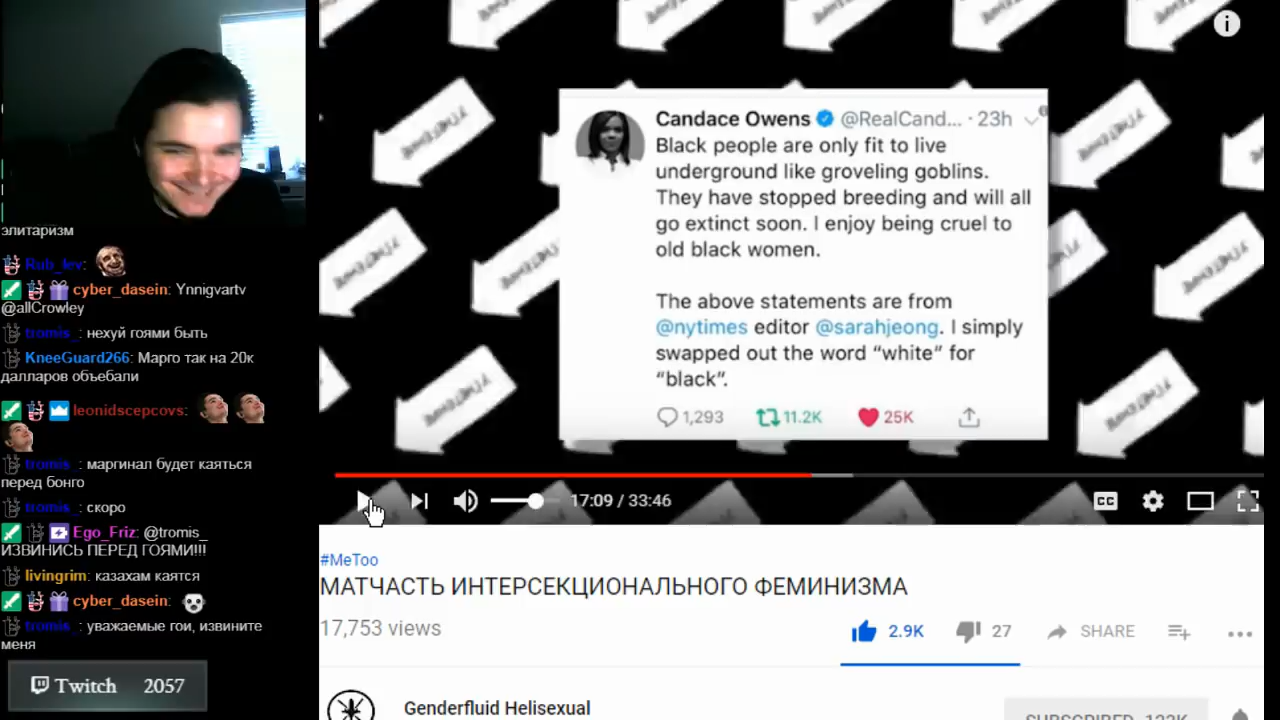 элитаризм
Rub_lev:
cyber_dasein: Ynnigvartv
@allCrowley
tromis_: нехуй гоями быть
KneeGuard266: Марго так на 20к
далларов объебали
leonidscepcovs:
tromis_: маргинал будет каяться
перед бонго
tromis_: скоро
Ego_Friz: @tromis_
ИЗВИНИСЬ ПЕРЕД ГОЯМИ!!!
livingrim: казахам каятся
cyber_dasein:
tromis_: уважаемые гои, извините
меня
Twitch 2057
Candace Owens @RealCand... · 23h
Black people are only fit to live
underground like groveling goblins.
They have stopped breeding and will all
go extinct soon. I enjoy being cruel to
old black women.
The above statements are from
@nytimes editor @sarahjeong. I simply
swapped out the word “white” for
“black”.
1,293 11.2K 25K
17:09 / 33:46
CC
#MeToo
МАТЧАСТЬ ИНТЕРСЕКЦИОНАЛЬНОГО ФЕМИНИЗМА
17,753 views
2.9K 27 SHARE
Genderfluid Helisexual
SUBSCRIBED